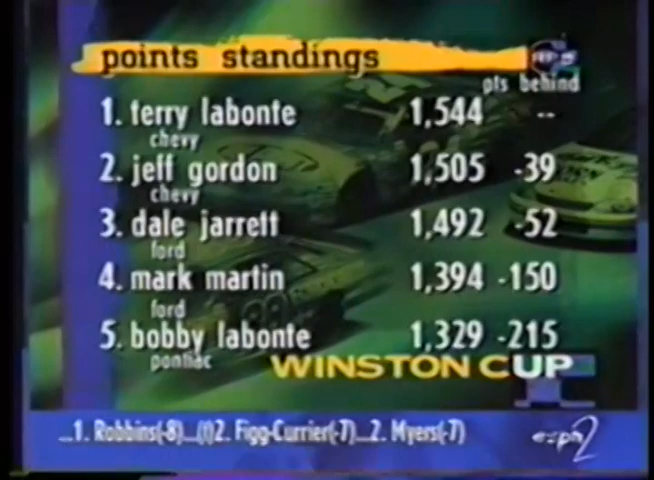 points standings
pts behind
1. terry labonte 1,544 --
chevy
2. jeff gordon 1,505 -39
chevy
3. dale jarrett 1,492 -52
ford
4. mark martin 1,394 -150
ford
5. bobby labonte 1,329 -215
pontiac
WINSTON CUP
...1. Robbins(-8)...(t)2. Figg-Currier(-7)...2. Myers(-7)
espn2